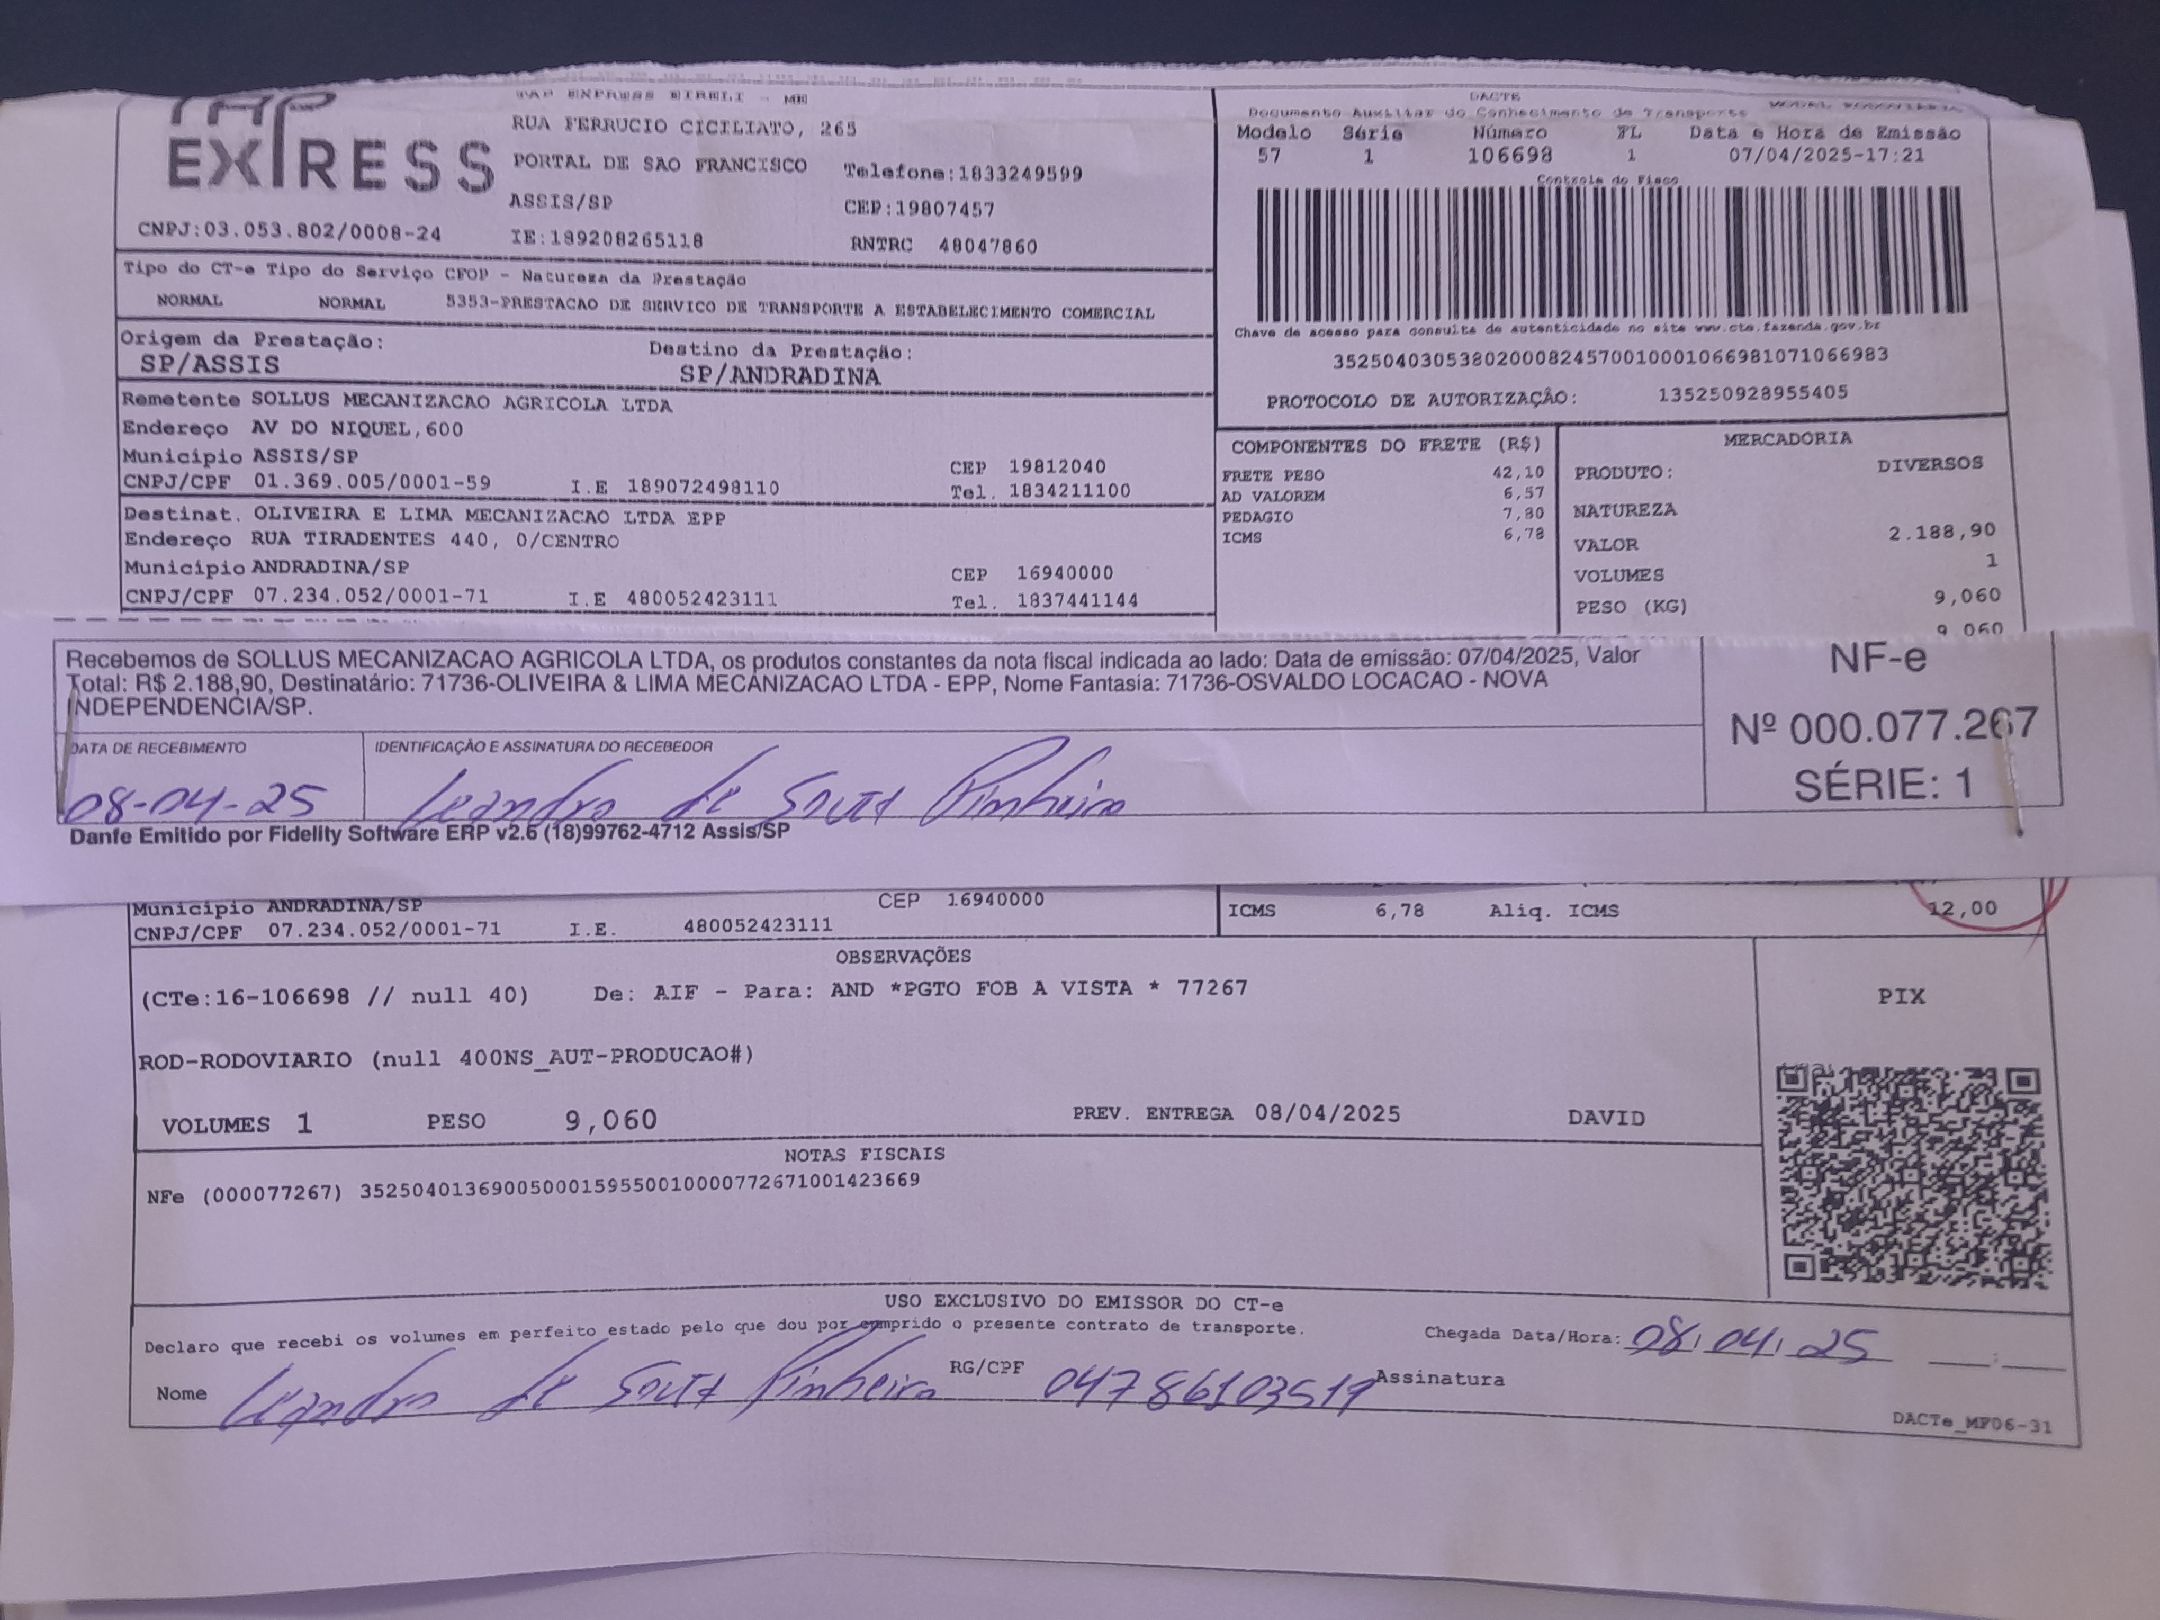 TAP EXPRESS EIRELI - ME
EXPRESS
RUA FERRUCIO CICILIATO, 265
PORTAL DE SAO FRANCISCO Telefone:1833249599
ASSIS/SP CEP:19807457
CNPJ:03.053.802/0008-24 IE:189208265118 RNTRC 48047860
DACTE
Documento Auxiliar do Conhecimento de Transporte MODAL RODOVIARIO
Modelo Série Número FL Data e Hora de Emissão
57 1 106698 1 07/04/2025-17:21
Controle do Fisco
Tipo do CT-e Tipo do Serviço CFOP - Natureza da Prestação
NORMAL NORMAL 5353-PRESTACAO DE SERVICO DE TRANSPORTE A ESTABELECIMENTO COMERCIAL
Chave de acesso para consulta de autenticidade no site www.cte.fazenda.gov.br
35250403053802000824570010001066981071066983
PROTOCOLO DE AUTORIZAÇÃO: 135250928955405
Origem da Prestação: Destino da Prestação:
SP/ASSIS SP/ANDRADINA
Remetente SOLLUS MECANIZACAO AGRICOLA LTDA
Endereço AV DO NIQUEL,600
Município ASSIS/SP CEP 19812040
CNPJ/CPF 01.369.005/0001-59 I.E 189072498110 Tel. 1834211100
Destinat. OLIVEIRA E LIMA MECANIZACAO LTDA EPP
Endereço RUA TIRADENTES 440, 0/CENTRO
Município ANDRADINA/SP CEP 16940000
CNPJ/CPF 07.234.052/0001-71 I.E 480052423111 Tel. 1837441144
COMPONENTES DO FRETE (R$)
FRETE PESO 42,10
AD VALOREM 6,57
PEDAGIO 7,80
ICMS 6,78
MERCADORIA
PRODUTO: DIVERSOS
NATUREZA
VALOR 2.188,90
VOLUMES 1
PESO (KG) 9,060
9,060
Recebemos de SOLLUS MECANIZACAO AGRICOLA LTDA, os produtos constantes da nota fiscal indicada ao lado: Data de emissão: 07/04/2025, Valor
Total: R$ 2.188,90, Destinatário: 71736-OLIVEIRA & LIMA MECANIZACAO LTDA - EPP, Nome Fantasia: 71736-OSVALDO LOCACAO - NOVA
INDEPENDENCIA/SP.
NF-e
Nº 000.077.267
SÉRIE: 1
DATA DE RECEBIMENTO IDENTIFICAÇÃO E ASSINATURA DO RECEBEDOR
08-04-25 Leandro de Souza Pinheiro
Danfe Emitido por Fidelity Software ERP v2.6 (18)99762-4712 Assis/SP
Município ANDRADINA/SP CEP 16940000
CNPJ/CPF 07.234.052/0001-71 I.E. 480052423111
ICMS 6,78 Aliq. ICMS 12,00
OBSERVAÇÕES
(CTe:16-106698 // null 40) De: AIF - Para: AND *PGTO FOB A VISTA * 77267
PIX
ROD-RODOVIARIO (null 400NS_AUT-PRODUCAO#)
VOLUMES 1 PESO 9,060 PREV. ENTREGA 08/04/2025 DAVID
NOTAS FISCAIS
NFe (000077267) 35250401369005000159550010000772671001423669
USO EXCLUSIVO DO EMISSOR DO CT-e
Declaro que recebi os volumes em perfeito estado pelo que dou por cumprido o presente contrato de transporte. Chegada Data/Hora: 08/04/25 __:__
Nome Leandro de Souza Pinheiro RG/CPF 04786103519 Assinatura
DACTe_MF06-31